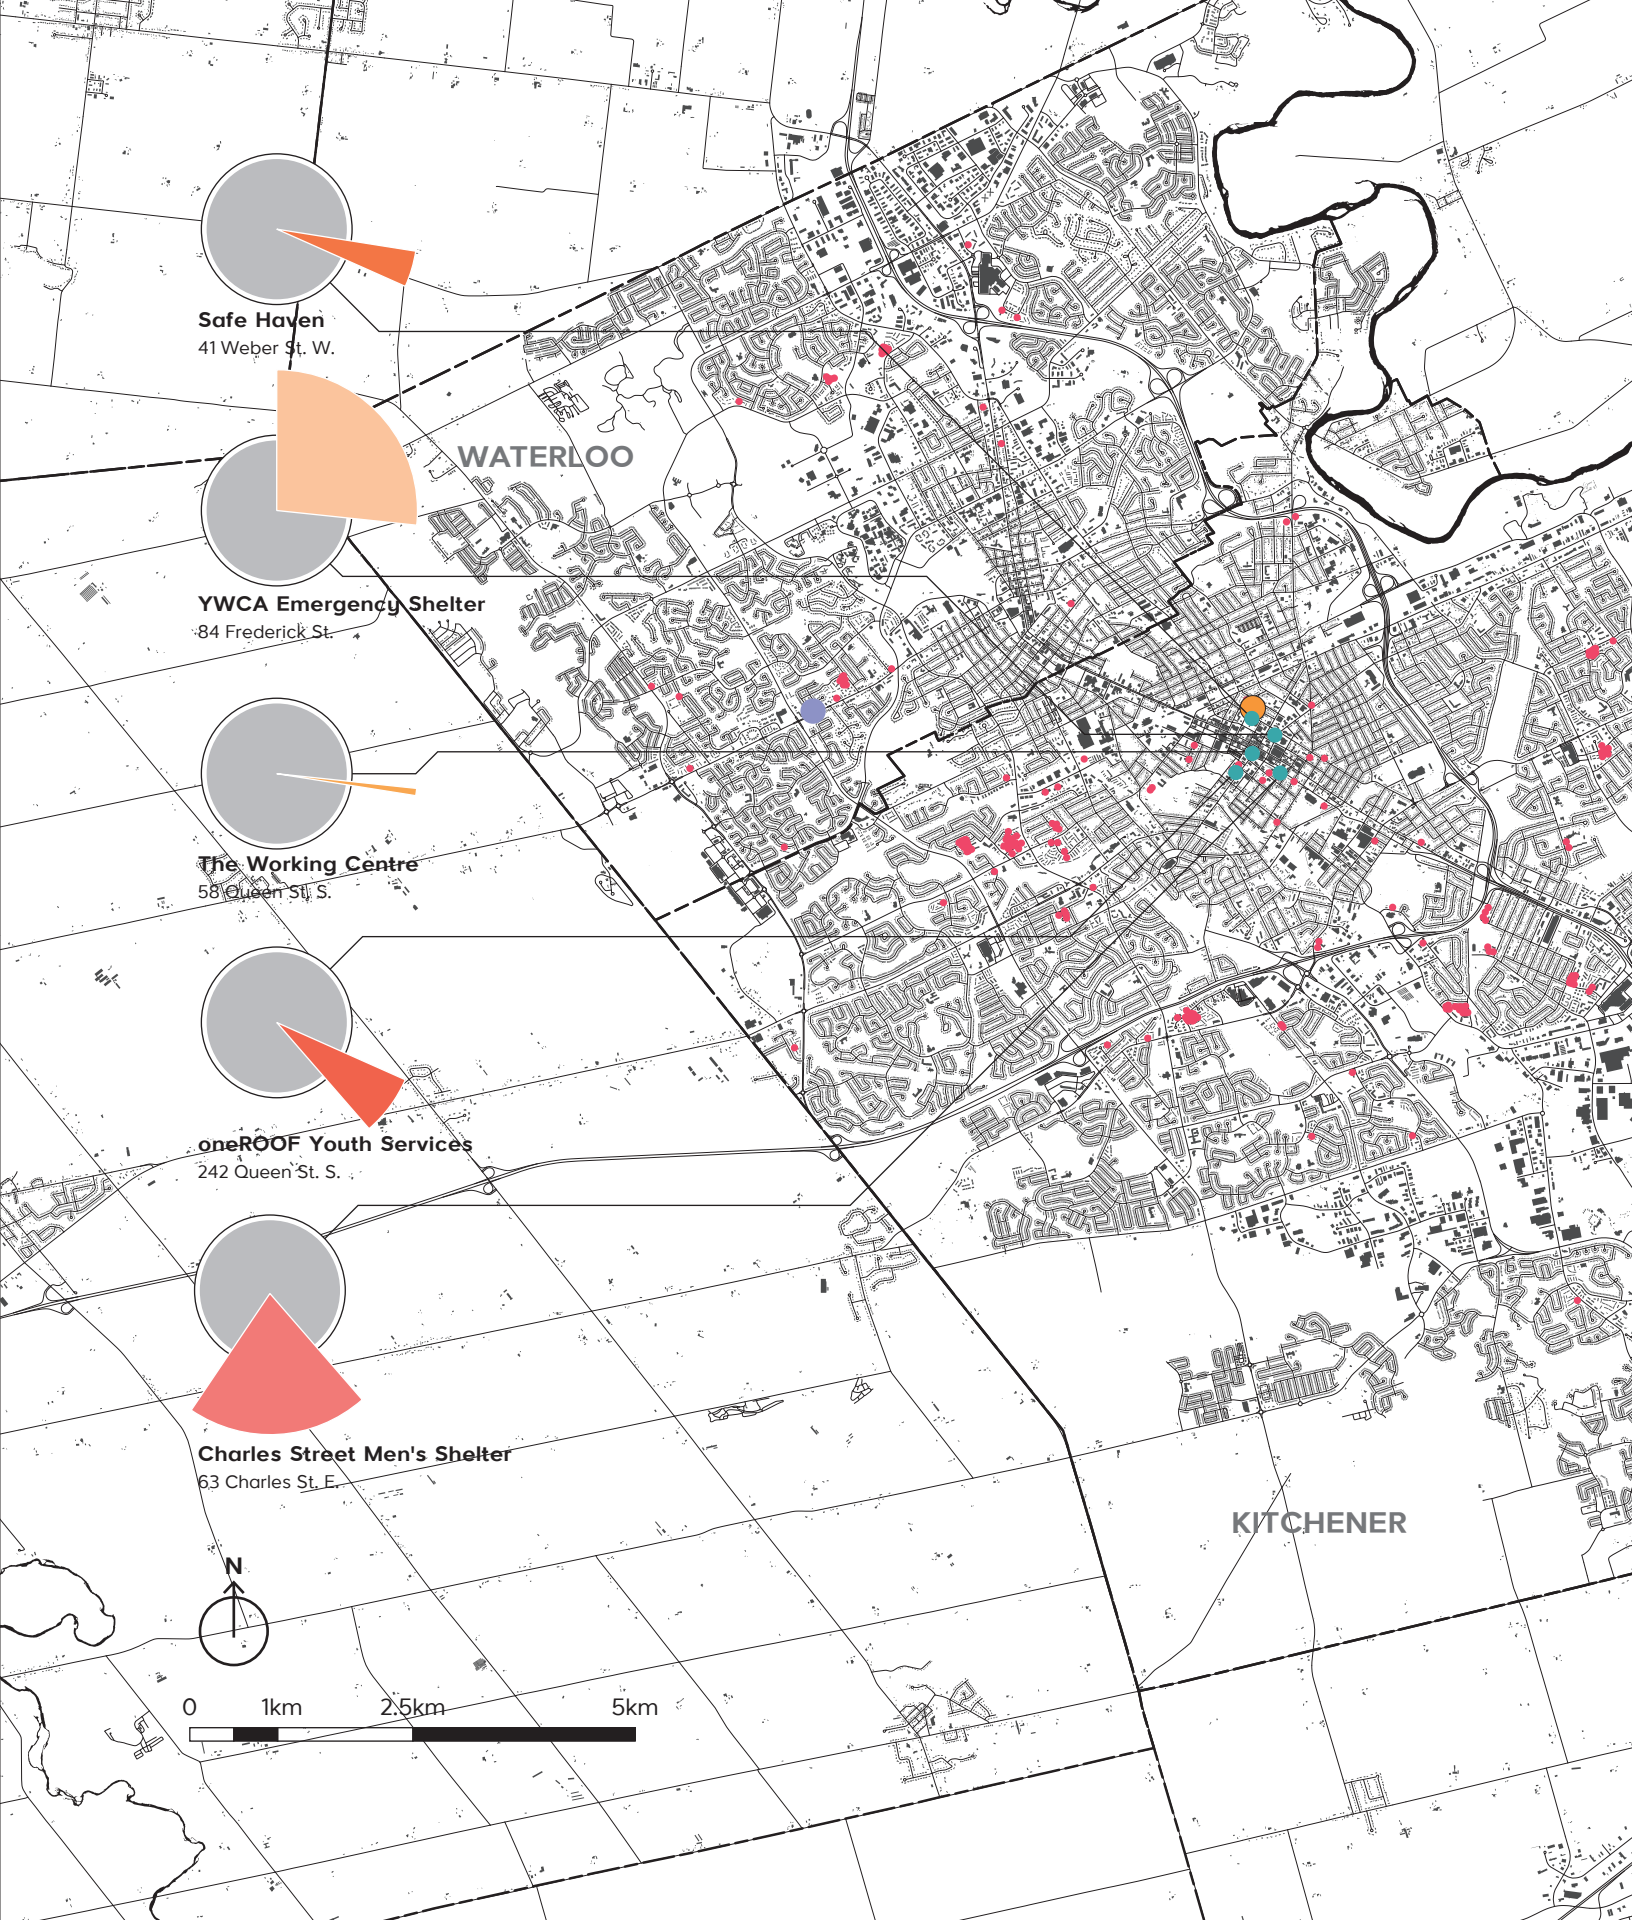 Safe Haven
41 Weber St. W.
WATERLOO
YWCA Emergency Shelter
84 Frederick St.
The Working Centre
58 Queen St. S.
oneROOF Youth Services
242 Queen St. S.
Charles Street Men's Shelter
63 Charles St. E.
KITCHENER
N
0 1km 2.5km 5km